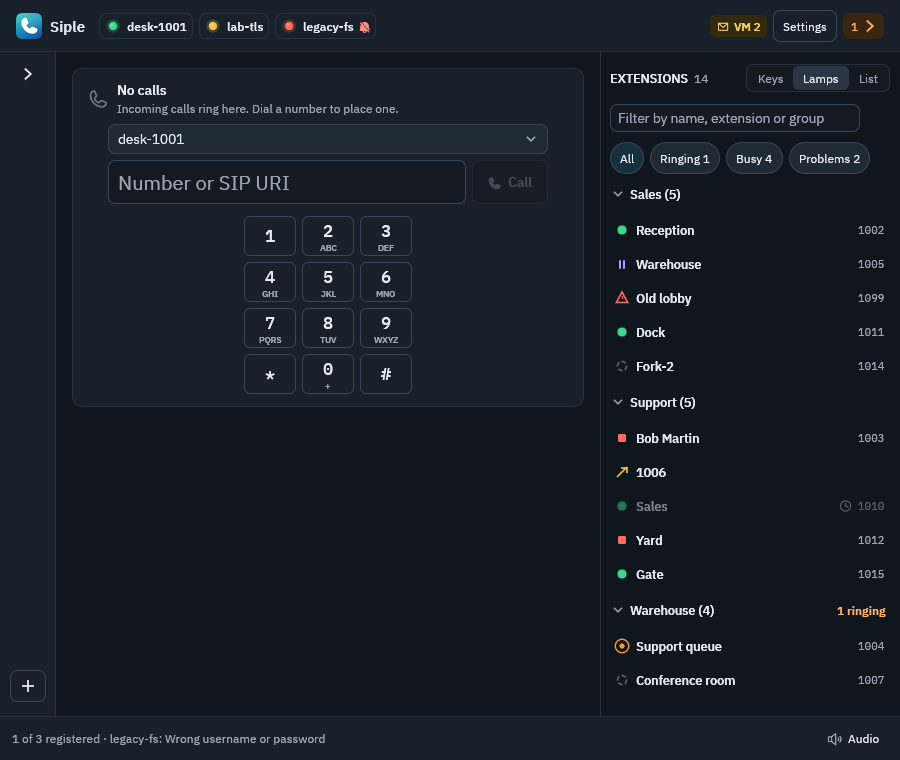 Siple
desk-1001
lab-tls
legacy-fs
VM 2
Settings
1
No calls
Incoming calls ring here. Dial a number to place one.
desk-1001
Number or SIP URI
Call
1
2
ABC
3
DEF
4
GHI
5
JKL
6
MNO
7
PQRS
8
TUV
9
WXYZ
*
0
+
#
EXTENSIONS 14
Keys
Lamps
List
Filter by name, extension or group
All
Ringing 1
Busy 4
Problems 2
Sales (5)
Reception 1002
Warehouse 1005
Old lobby 1099
Dock 1011
Fork-2 1014
Support (5)
Bob Martin 1003
1006
Sales 1010
Yard 1012
Gate 1015
Warehouse (4) 1 ringing
Support queue 1004
Conference room 1007
1 of 3 registered · legacy-fs: Wrong username or password
Audio